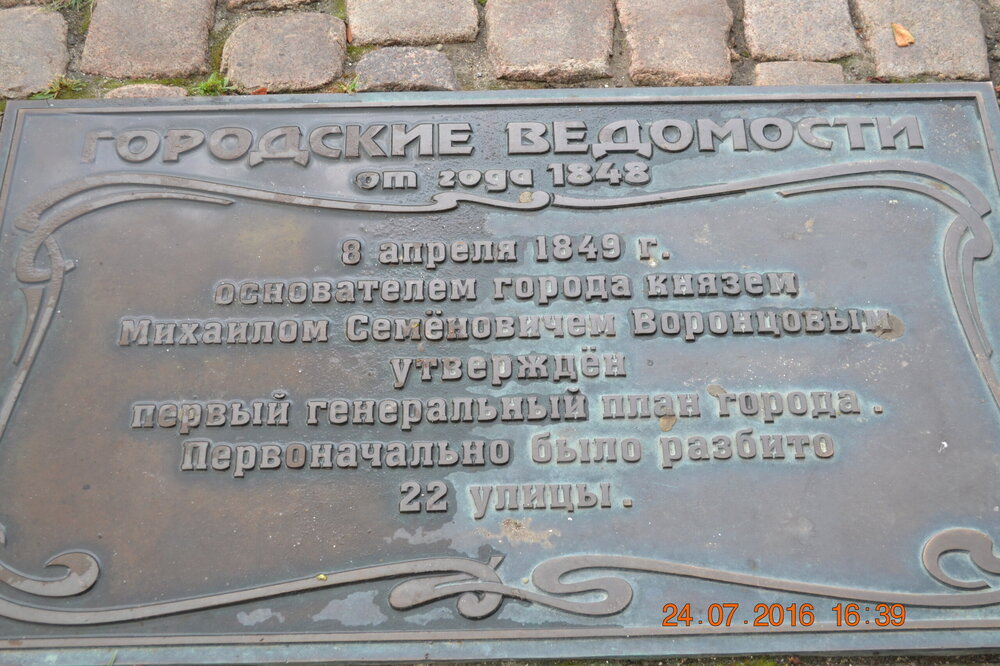 ГОРОДСКИЕ ВЕДОМОСТИ
от года 1848
8 апреля 1849 г.
основателем города князем
Михаилом Семёновичем Воронцовым
утверждён
первый генеральный план города.
Первоначально было разбито
22 улицы.
24.07.2016 16:39